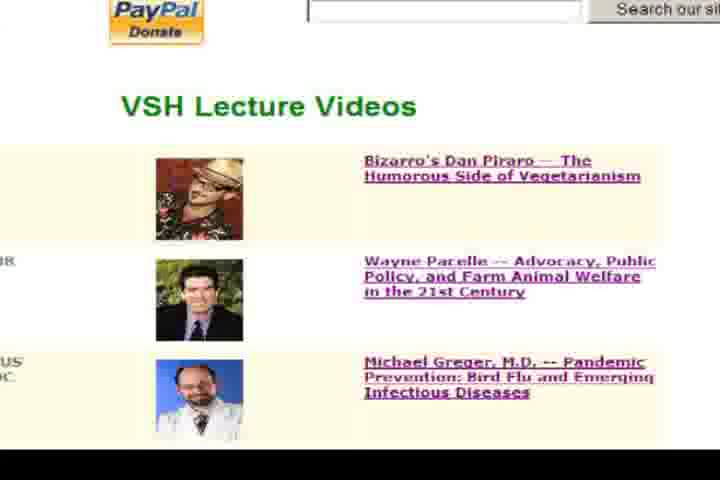 PayPal
Donate
Search our sit
VSH Lecture Videos
Bizarro's Dan Piraro -- The
Humorous Side of Vegetarianism
Wayne Pacelle -- Advocacy, Public
Policy, and Farm Animal Welfare
in the 21st Century
US
Michael Greger, M.D. -- Pandemic
Prevention: Bird Flu and Emerging
Infectious Diseases